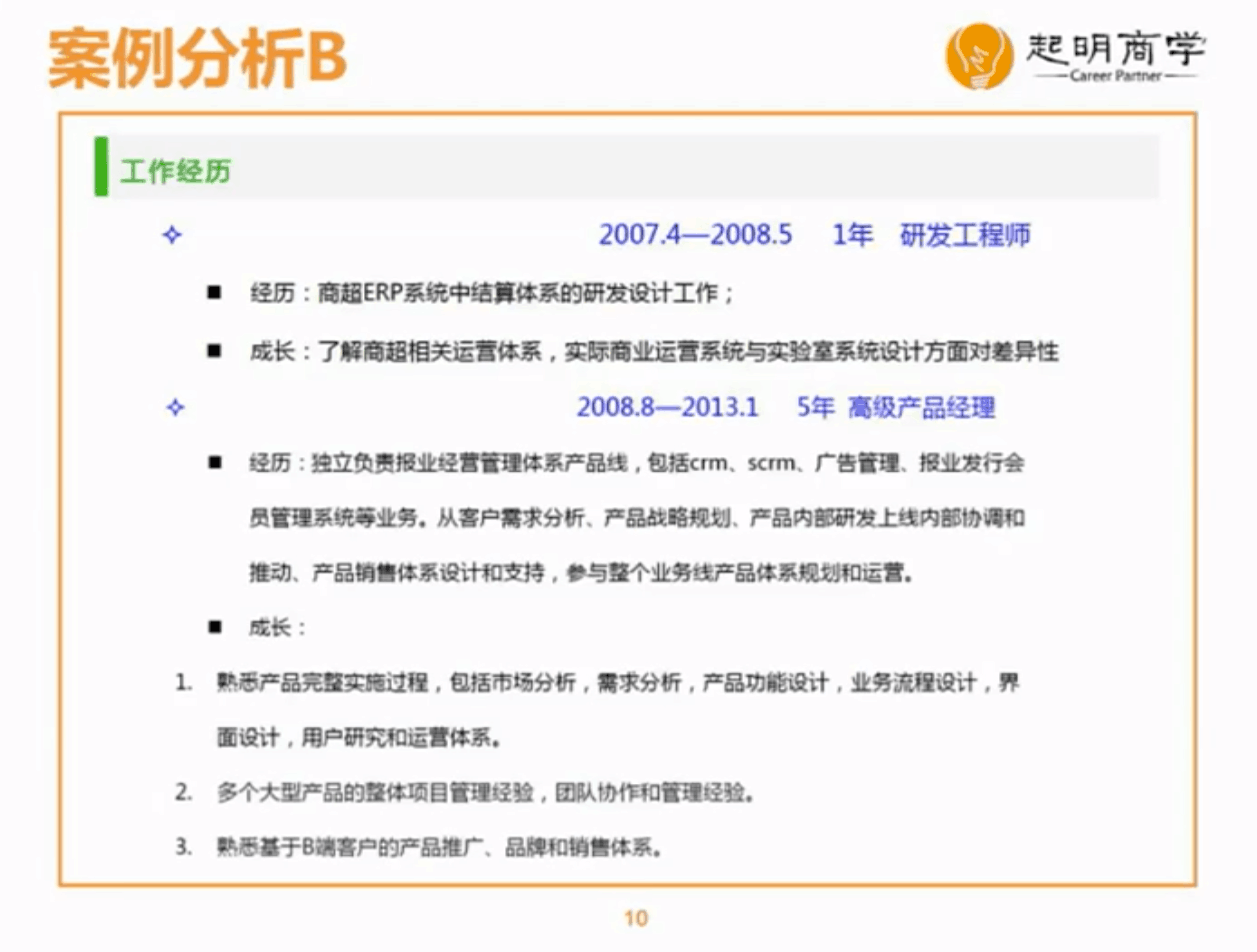 案例分析B
起明商学
Career Partner
工作经历
2007.4—2008.5 1年 研发工程师
经历：商超ERP系统中结算体系的研发设计工作；
成长：了解商超相关运营体系，实际商业运营系统与实验室系统设计方面对差异性
2008.8—2013.1 5年 高级产品经理
经历：独立负责报业经营管理体系产品线，包括crm、scrm、广告管理、报业发行会
员管理系统等业务。从客户需求分析、产品战略规划、产品内部研发上线内部协调和
推动、产品销售体系设计和支持，参与整个业务线产品体系规划和运营。
成长：
1. 熟悉产品完整实施过程，包括市场分析，需求分析，产品功能设计，业务流程设计，界
面设计，用户研究和运营体系。
2. 多个大型产品的整体项目管理经验，团队协作和管理经验。
3. 熟悉基于B端客户的产品推广、品牌和销售体系。
10